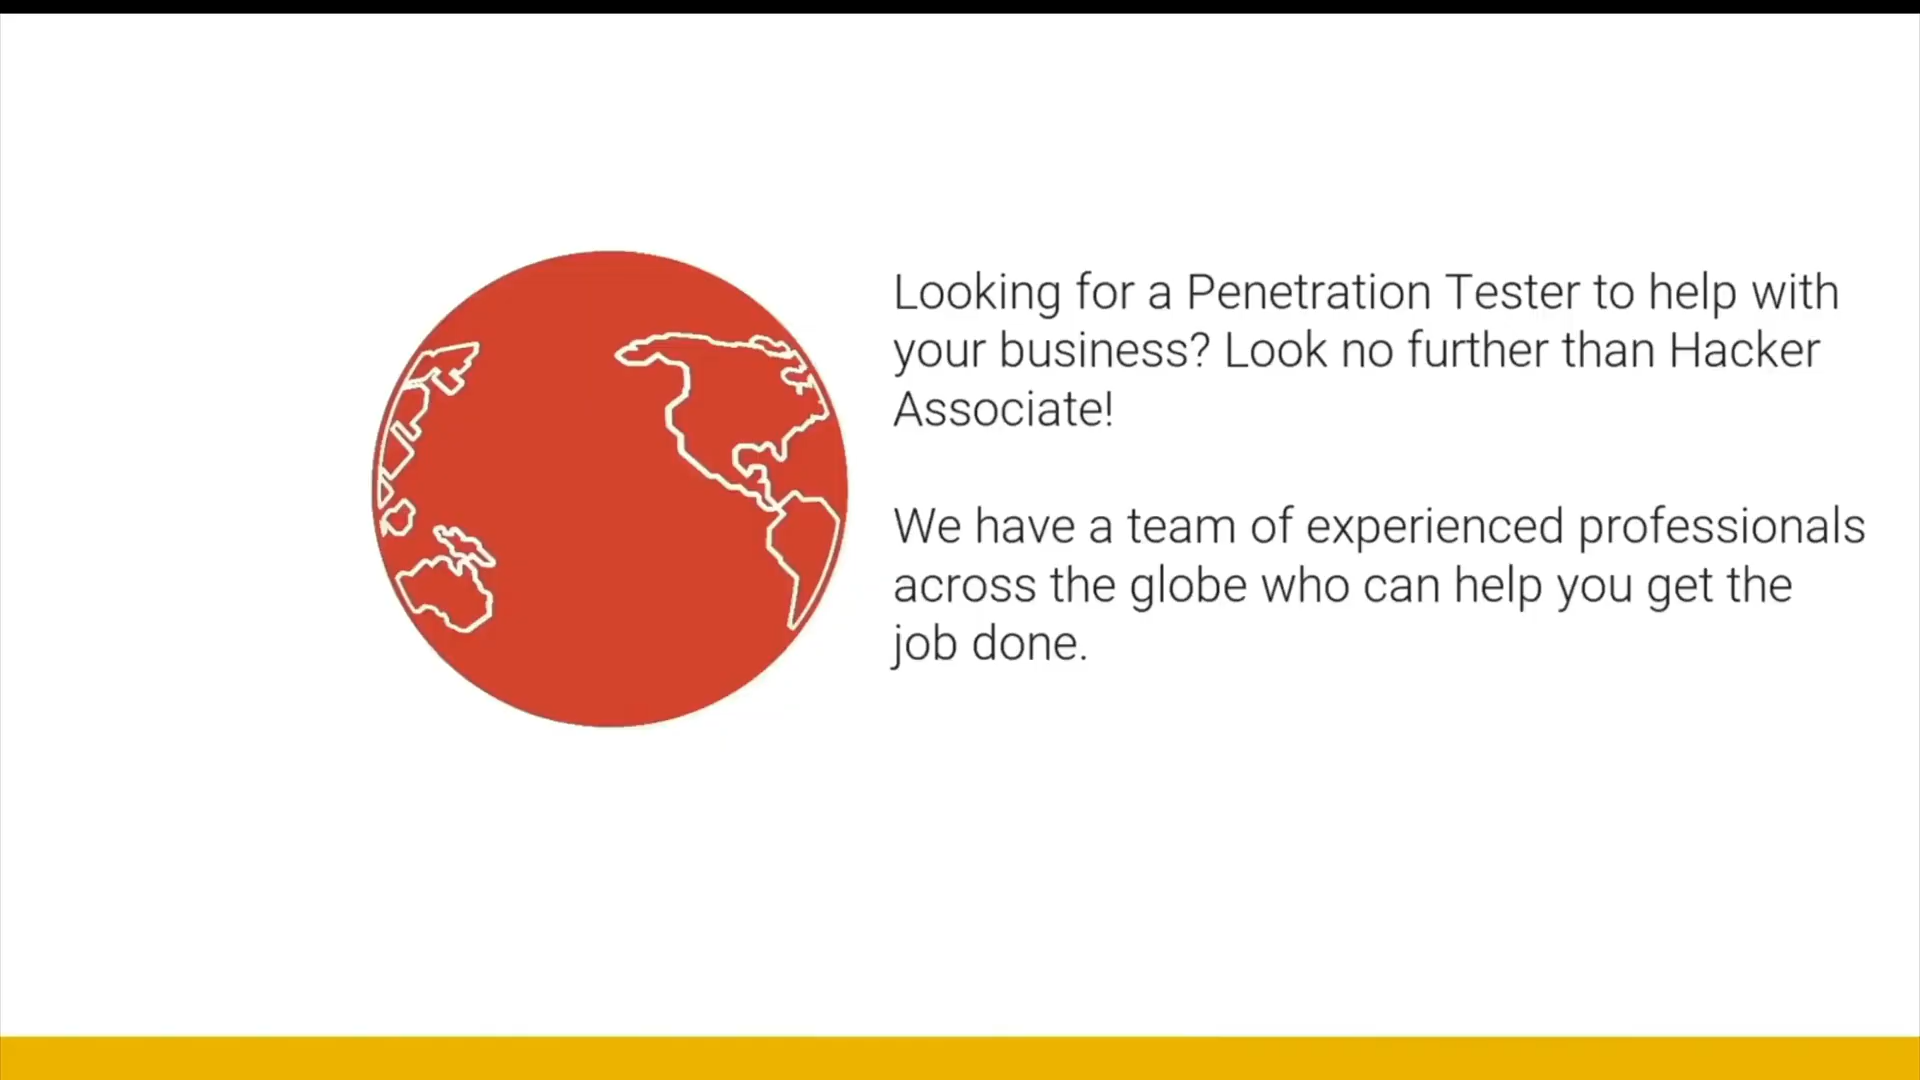 Looking for a Penetration Tester to help with
your business? Look no further than Hacker
Associate!
We have a team of experienced professionals
across the globe who can help you get the
job done.